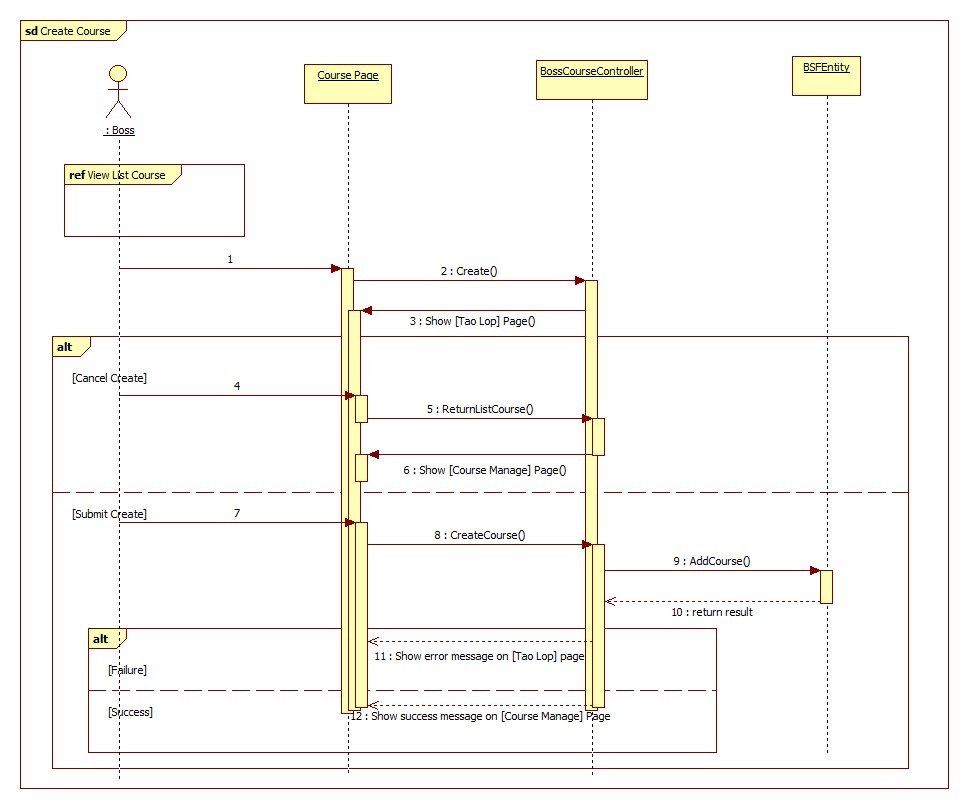 sd Create Course
Course Page
BossCourseController
BSFEntity
: Boss
ref View List Course
1
2 : Create()
3 : Show [Tao Lop] Page()
alt
[Cancel Create]
4
5 : ReturnListCourse()
6 : Show [Course Manage] Page()
[Submit Create]
7
8 : CreateCourse()
9 : AddCourse()
10 : return result
alt
11 : Show error message on [Tao Lop] page
[Failure]
[Success]
12 : Show success message on [Course Manage] Page